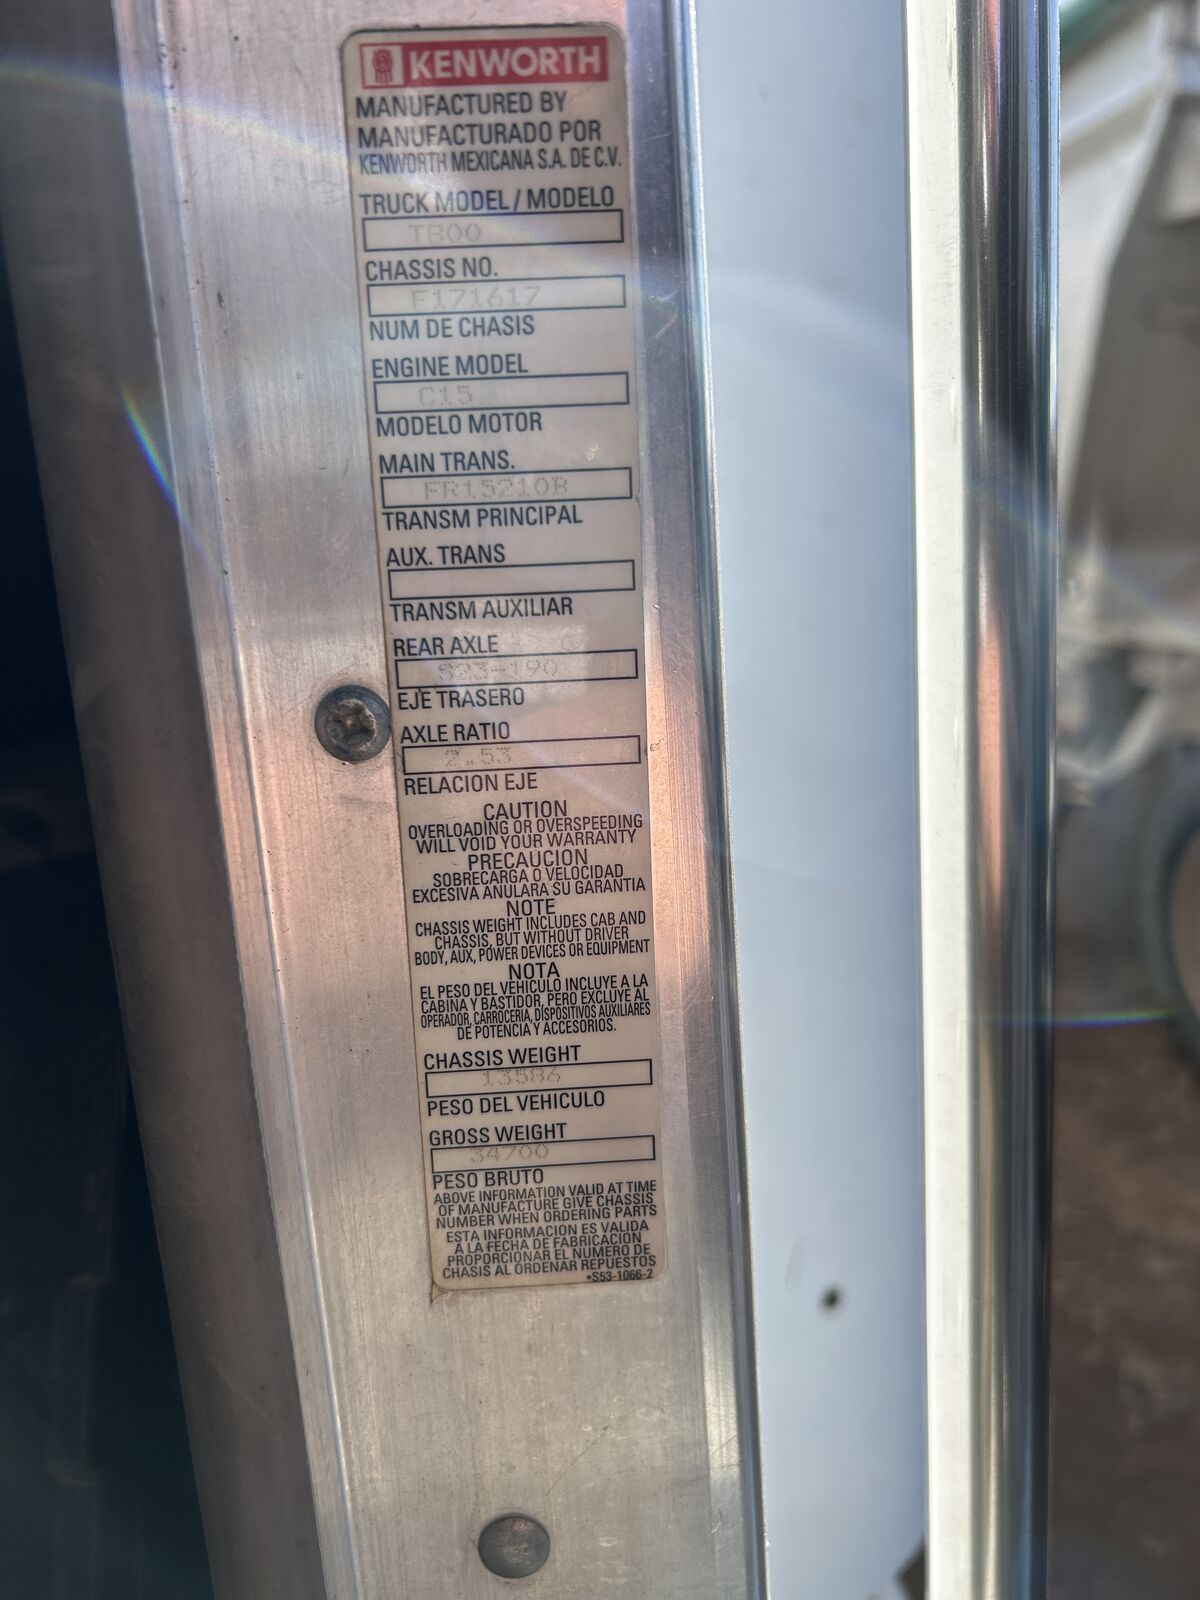 KENWORTH
MANUFACTURED BY
MANUFACTURADO POR
KENWORTH MEXICANA S.A. DE C.V.
TRUCK MODEL / MODELO
T800
CHASSIS NO.
F171617
NUM DE CHASIS
ENGINE MODEL
C15
MODELO MOTOR
MAIN TRANS.
FR15210B
TRANSM PRINCIPAL
AUX. TRANS
TRANSM AUXILIAR
REAR AXLE
S23-190
EJE TRASERO
AXLE RATIO
2.53
RELACION EJE
CAUTION
OVERLOADING OR OVERSPEEDING
WILL VOID YOUR WARRANTY
PRECAUCION
SOBRECARGA O VELOCIDAD
EXCESIVA ANULARA SU GARANTIA
NOTE
CHASSIS WEIGHT INCLUDES CAB AND
CHASSIS, BUT WITHOUT DRIVER
BODY, AUX, POWER DEVICES OR EQUIPMENT
NOTA
EL PESO DEL VEHICULO INCLUYE A LA
CABINA Y BASTIDOR, PERO EXCLUYE AL
OPERADOR, CARROCERIA, DISPOSITIVOS AUXILIARES
DE POTENCIA Y ACCESORIOS.
CHASSIS WEIGHT
13586
PESO DEL VEHICULO
GROSS WEIGHT
34700
PESO BRUTO
ABOVE INFORMATION VALID AT TIME
OF MANUFACTURE GIVE CHASSIS
NUMBER WHEN ORDERING PARTS
ESTA INFORMACION ES VALIDA
A LA FECHA DE FABRICACION
PROPORCIONAR EL NUMERO DE
CHASIS AL ORDENAR REPUESTOS
•S53-1066-2